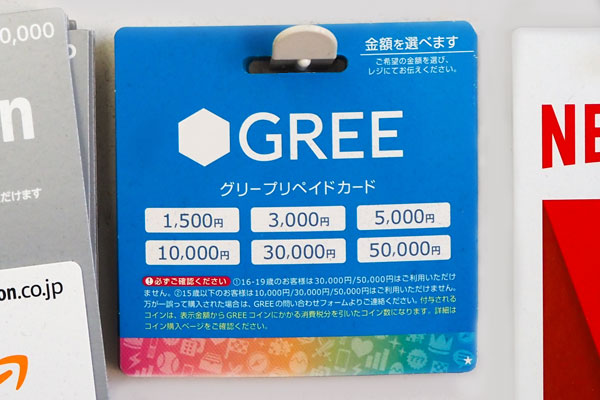 0,000
n
だけます
on.co.jp
金額を選べます
ご希望の金額を選び、
レジにてお伝えください。
GREE
グリープリペイドカード
1,500円 3,000円 5,000円
10,000円 30,000円 50,000円
!必ずご確認ください ①16-19歳のお客様は30,000円/50,000円はご利用いただけ
ません。②15歳以下のお客様は10,000円/30,000円/50,000円はご利用いただけません。
万が一誤って購入された場合は、GREEの問い合わせフォームよりご連絡ください。付与される
コインは、表示金額からGREEコインにかかる消費税分を引いたコイン数になります。詳細は
コイン購入ページをご確認ください。
NE